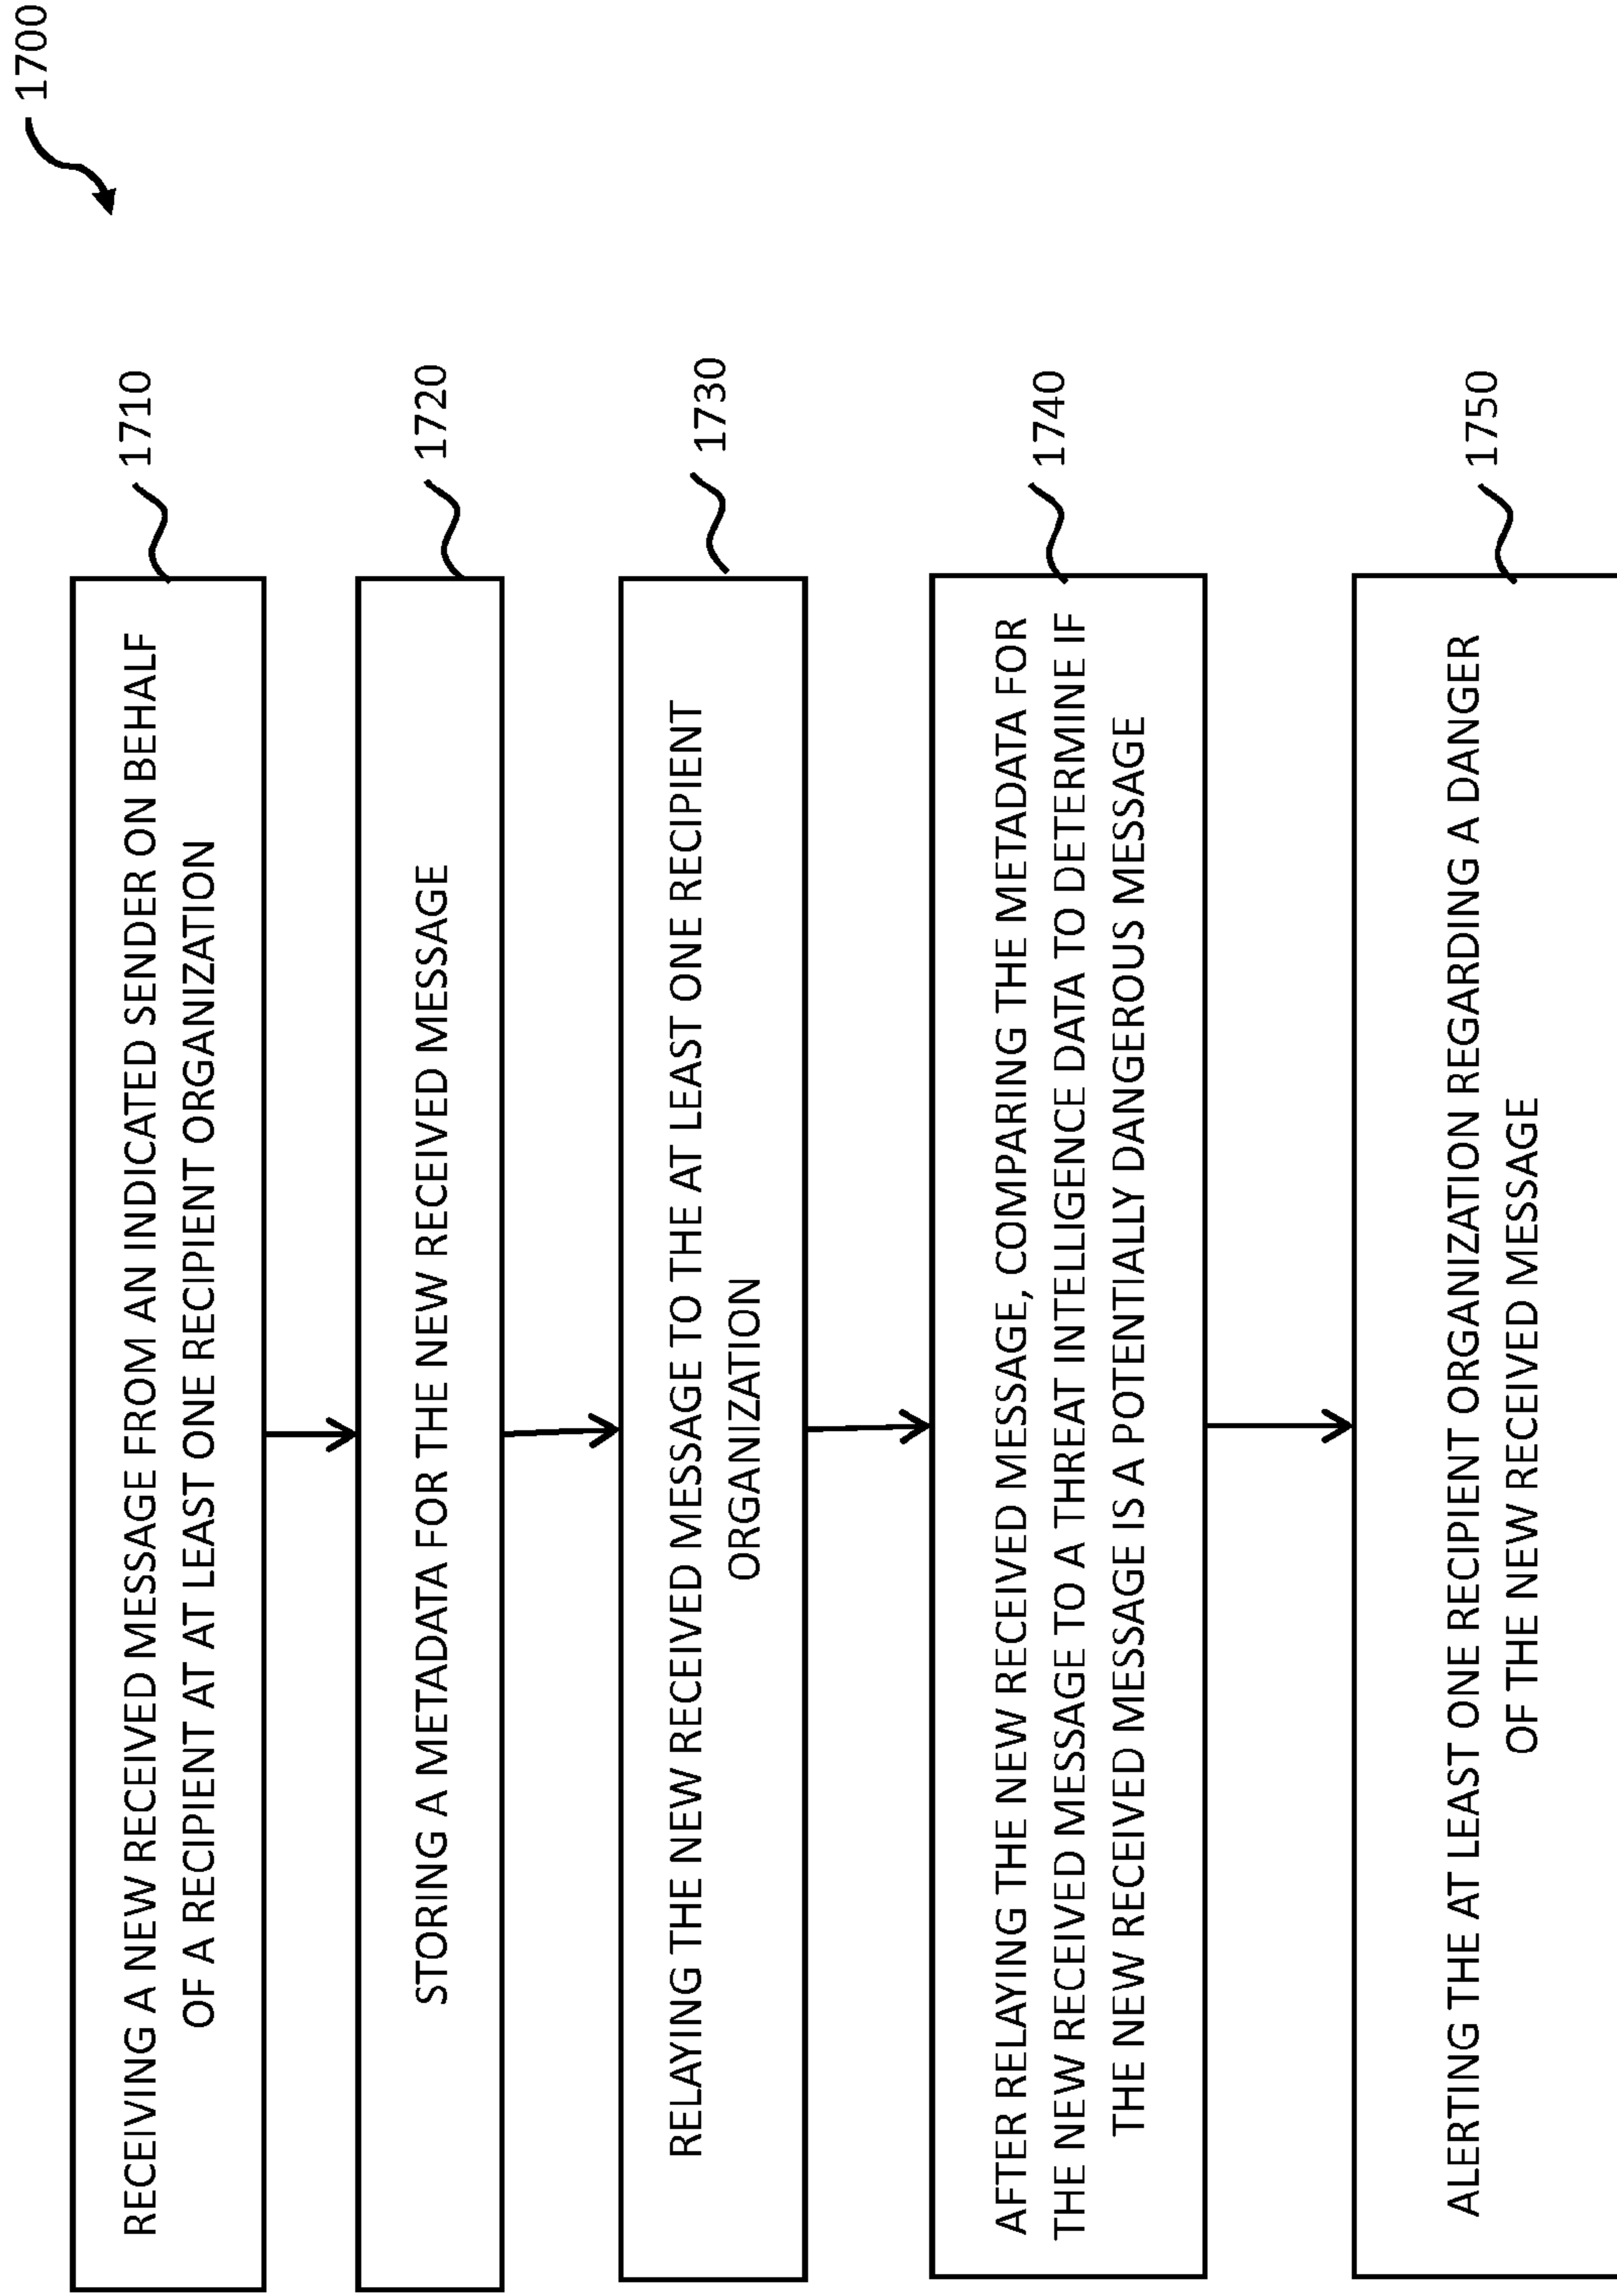 1700
RECEIVING A NEW RECEIVED MESSAGE FROM AN INDICATED SENDER ON BEHALF
OF A RECIPIENT AT AT LEAST ONE RECIPIENT ORGANIZATION
1710
STORING A METADATA FOR THE NEW RECEIVED MESSAGE
1720
RELAYING THE NEW RECEIVED MESSAGE TO THE AT LEAST ONE RECIPIENT
ORGANIZATION
1730
AFTER RELAYING THE NEW RECEIVED MESSAGE, COMPARING THE METADATA FOR
THE NEW RECEIVED MESSAGE TO A THREAT INTELLIGENCE DATA TO DETERMINE IF
THE NEW RECEIVED MESSAGE IS A POTENTIALLY DANGEROUS MESSAGE
1740
ALERTING THE AT LEAST ONE RECIPIENT ORGANIZATION REGARDING A DANGER
OF THE NEW RECEIVED MESSAGE
1750